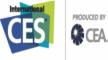 International
CES
PRODUCED BY
CEA